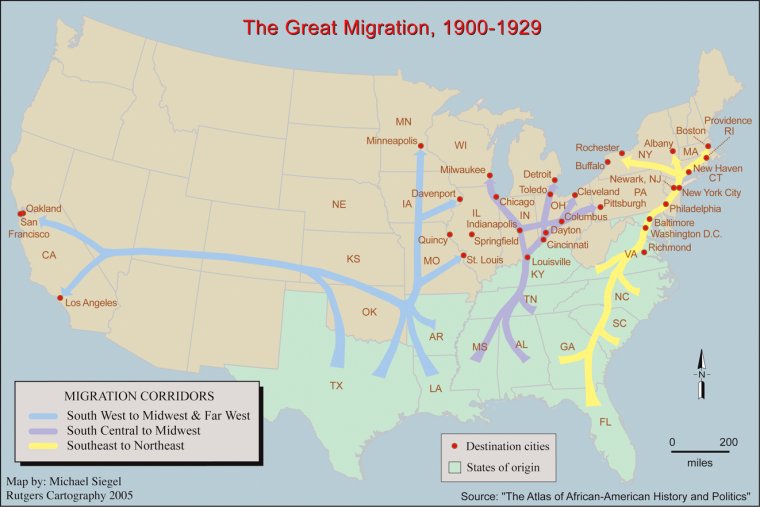 The Great Migration, 1900-1929
MN
Minneapolis
WI
Milwaukee
Detroit
Toledo
Rochester
Buffalo
NY
Albany
Boston
MA
Providence
RI
New Haven
CT
Newark, NJ
New York City
PA
Philadelphia
Cleveland
Pittsburgh
OH
Columbus
Baltimore
Washington D.C.
Richmond
Davenport
Chicago
IL
IN
Indianapolis
Dayton
Cincinnati
Quincy
Springfield
St. Louis
Louisville
KY
VA
NE
IA
KS
MO
Oakland
San
Francisco
CA
Los Angeles
OK
AR
TN
NC
SC
MS
AL
GA
TX
LA
FL
MIGRATION CORRIDORS
South West to Midwest & Far West
South Central to Midwest
Southeast to Northeast
Destination cities
States of origin
N
0 200
miles
Map by: Michael Siegel
Rutgers Cartography 2005
Source: "The Atlas of African-American History and Politics"